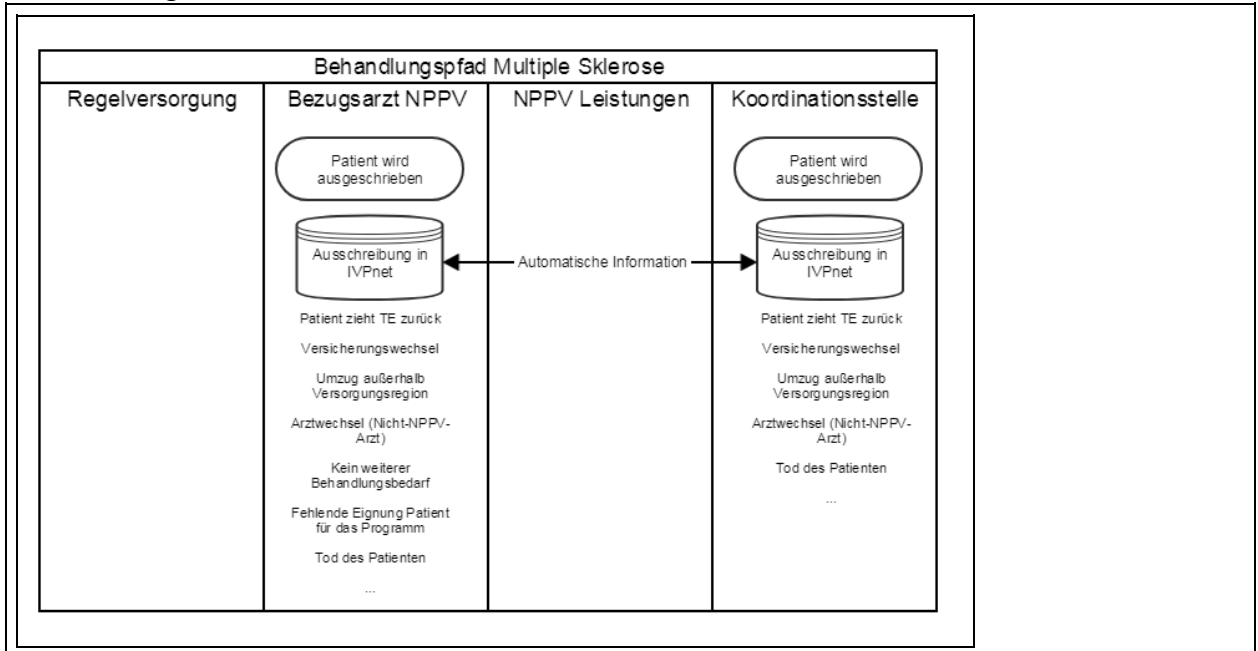 Behandlungspfad Multiple Sklerose
Regelversorgung
Bezugsarzt NPPV
NPPV Leistungen
Koordinationsstelle
Patient wird
ausgeschrieben
Patient wird
ausgeschrieben
Ausschreibung in
IVPnet
Automatische Information
Ausschreibung in
IVPnet
Patient zieht TE zurück
Versicherungswechsel
Umzug außerhalb
Versorgungsregion
Arztwechsel (Nicht-NPPV-
Arzt)
Kein weiterer
Behandlungsbedarf
Fehlende Eignung Patient
für das Programm
Tod des Patienten
...
Patient zieht TE zurück
Versicherungswechsel
Umzug außerhalb
Versorgungsregion
Arztwechsel (Nicht-NPPV-
Arzt)
Tod des Patienten
...